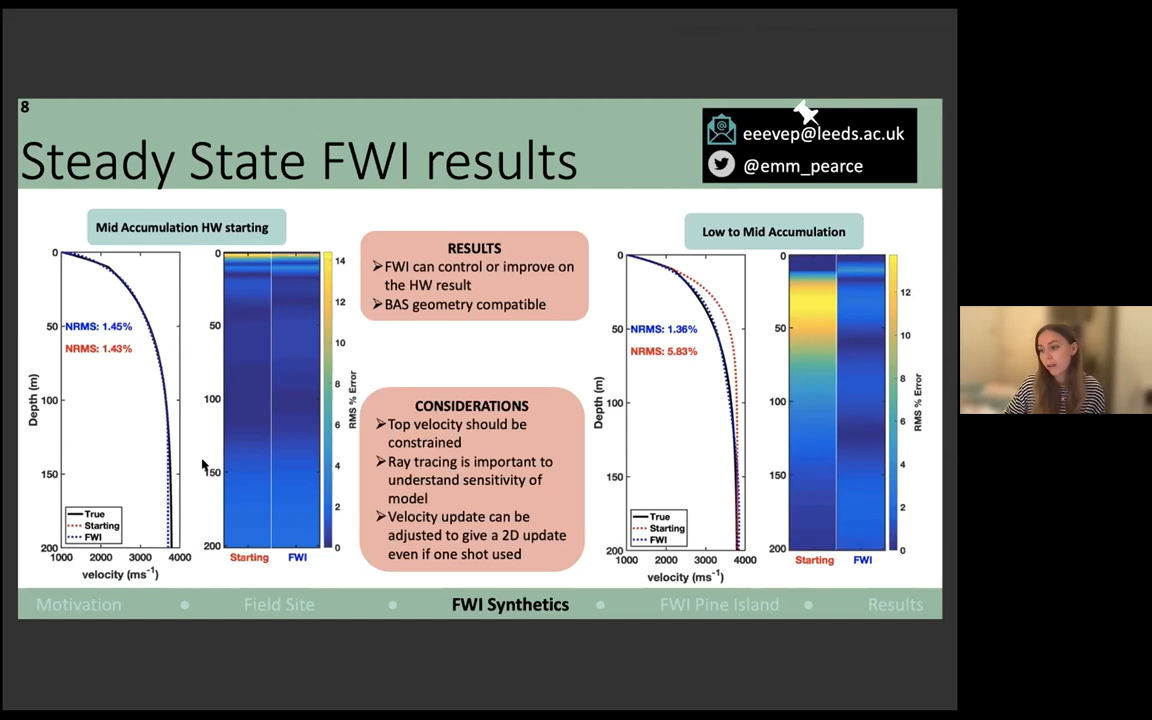 8
Steady State FWI results
eeevep@leeds.ac.uk
@emm_pearce
Mid Accumulation HW starting
0
50
100
150
200
Depth (m)
NRMS: 1.45%
NRMS: 1.43%
True
Starting
FWI
1000 2000 3000 4000
velocity (ms⁻¹)
0
50
100
150
200
Starting FWI
14
12
10
8
6
4
2
0
RMS % Error
RESULTS
➢FWI can control or improve on
the HW result
➢BAS geometry compatible
CONSIDERATIONS
➢Top velocity should be
constrained
➢Ray tracing is important to
understand sensitivity of
model
➢Velocity update can be
adjusted to give a 2D update
even if one shot used
Low to Mid Accumulation
0
50
100
150
200
Depth (m)
NRMS: 1.36%
NRMS: 5.83%
True
Starting
FWI
1000 2000 3000 4000
velocity (ms⁻¹)
0
50
100
150
200
Starting FWI
12
10
8
6
4
2
0
RMS % Error
Motivation • Field Site • FWI Synthetics • FWI Pine Island • Results